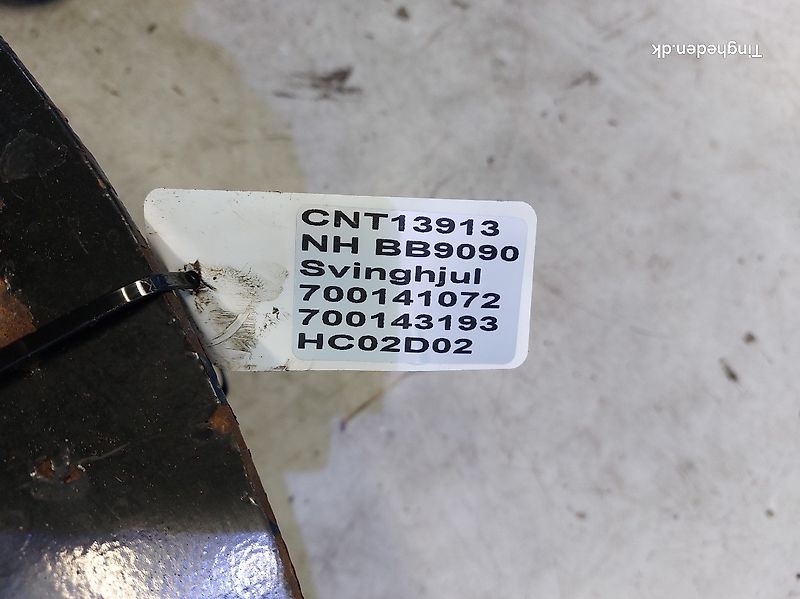 Tingheden.dk
CNT13913
NH BB9090
Svinghjul
700141072
700143193
HC02D02